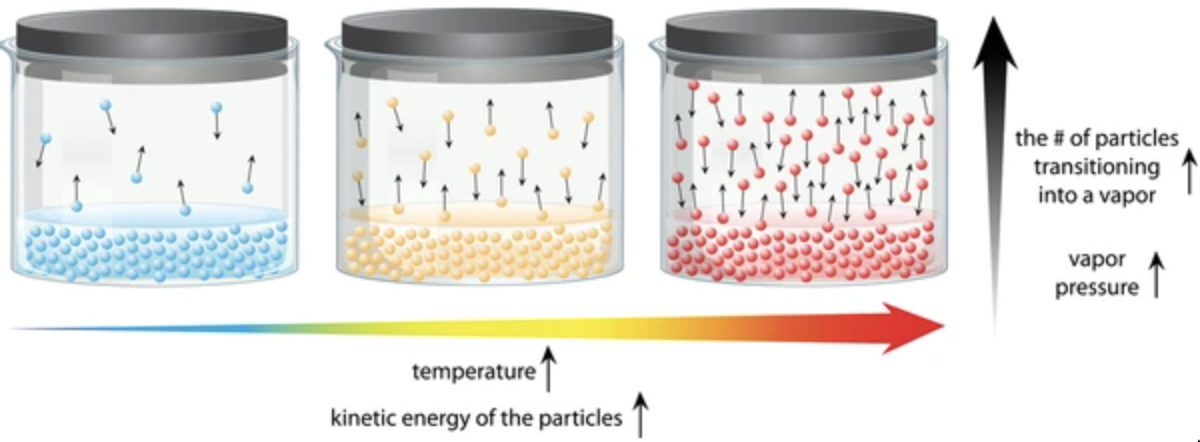 the # of particles
transitioning
into a vapor
vapor
pressure
temperature
kinetic energy of the particles